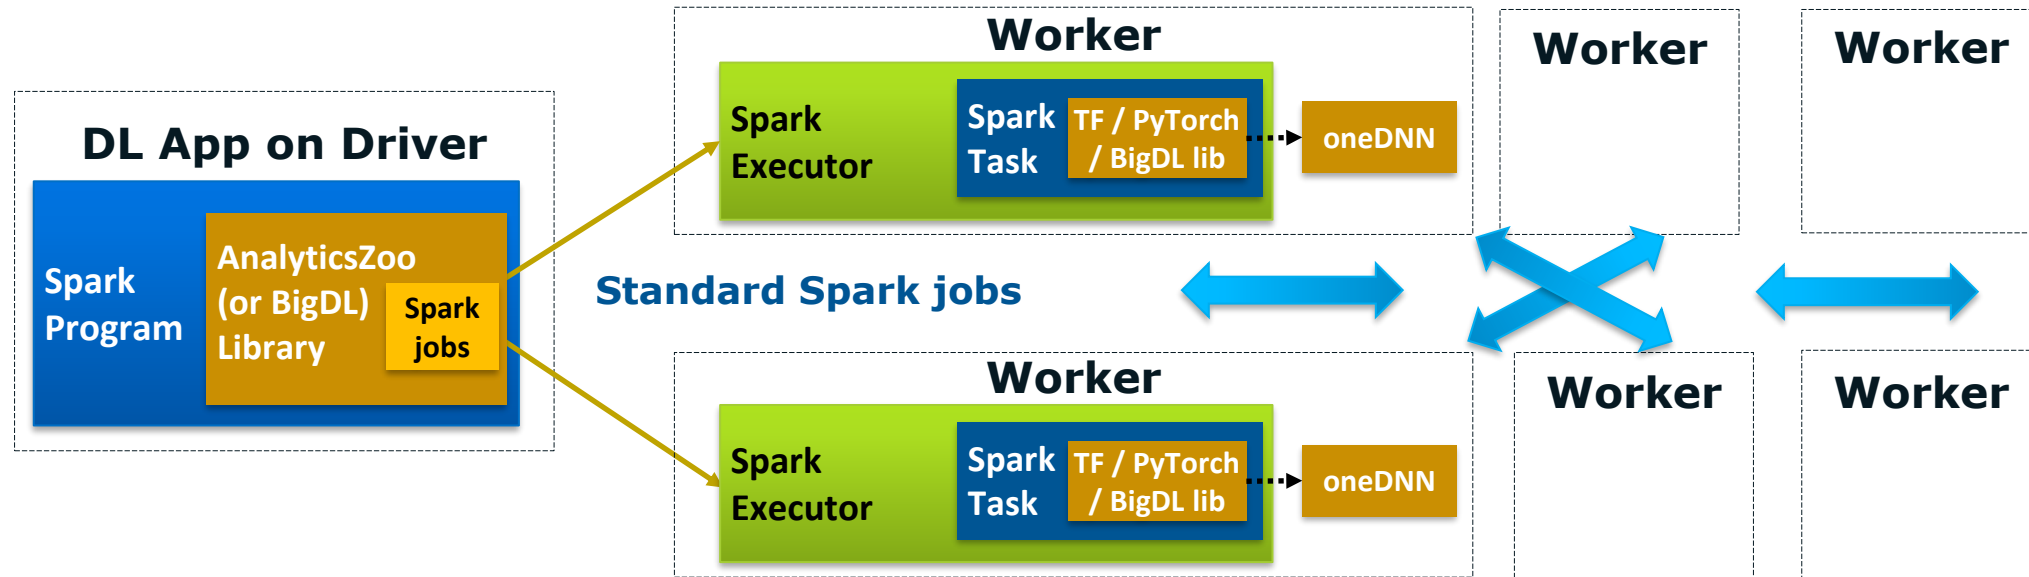 DL App on Driver
Spark
Program
AnalyticsZoo
(or BigDL)
Library
Spark
jobs
Standard Spark jobs
Worker
Spark
Executor
Spark
Task
TF / PyTorch
/ BigDL lib
oneDNN
Worker
Worker
Worker
Spark
Executor
Spark
Task
TF / PyTorch
/ BigDL lib
oneDNN
Worker
Worker